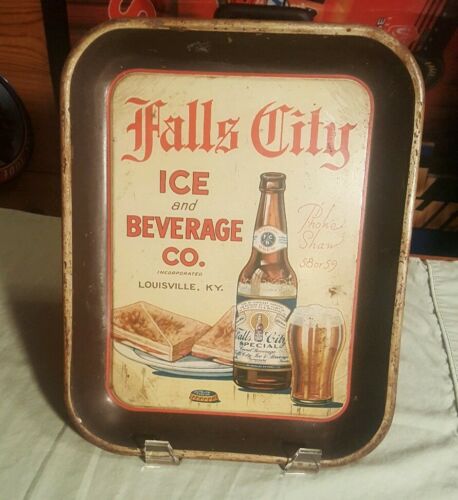 Falls City
ICE
and
BEVERAGE
CO.
INCORPORATED
LOUISVILLE, KY.
Phone
Shaw.
58 or 59
Falls City
SPECIAL